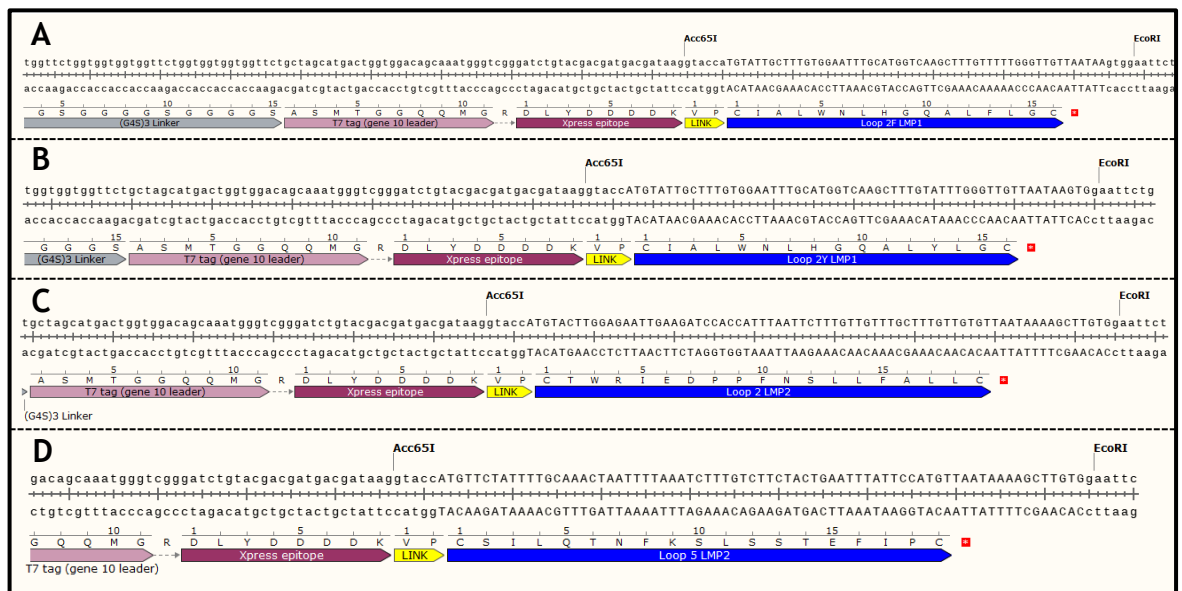 A
Acc65I
EcoRI
tggttctggtggtggtggttctggtggtggtggttctgctagcatgactggtggacagcaaatgggtcgggatctgtacgacgatgacgataaggtaccaTGTATTGCTTTGTGGAATTTGCATGGTCAAGCTTTGTTTTTGGGTTGTTAATAAgtggaattct
accaagaccaccaccaccaagaccaccaccaccaagacgatcgtactgaccacctgtcgtttacccagccctagacatgctgctactgctattccatggtACATAACGAAACACCTTAAACGTACCAGTTCGAAACAAAAACCCAACAATTATTcaccttaaga
5 10 15 5 10 1 5 1 1 5 10 15
G S G G G G S G G G G S A S M T G G Q Q M G R D L Y D D D D K V P C I A L W N L H G Q A L F L G C *
(G4S)3 Linker T7 tag (gene 10 leader) Xpress epitope LINK Loop 2F LMP1
B
Acc65I
EcoRI
tggtggtggttctgctagcatgactggtggacagcaaatgggtcgggatctgtacgacgatgacgataaggtaccATGTATTGCTTTGTGGAATTTGCATGGTCAAGCTTTGTATTTGGGTTGTTAATAAGTGgaattctg
accaccaccaagacgatcgtactgaccacctgtcgtttacccagccctagacatgctgctactgctattccatggTACATAACGAAACACCTTAAACGTACCAGTTCGAAACATAAACCCAACAATTATTCACcttaagac
15 5 10 1 5 1 1 5 10 15
G G G S A S M T G G Q Q M G R D L Y D D D D K V P C I A L W N L H G Q A L Y L G C *
(G4S)3 Linker T7 tag (gene 10 leader) Xpress epitope LINK Loop 2Y LMP1
C
Acc65I
EcoRI
tgctagcatgactggtggacagcaaatgggtcgggatctgtacgacgatgacgataaggtaccATGTACTTGGAGAATTGAAGATCCACCATTTAATTCTTTGTTGTTTGCTTTGTTGTGTTAATAAAAGCTTGTGgaattct
acgatcgtactgaccacctgtcgtttacccagccctagacatgctgctactgctattccatggTACATGAACCTCTTAACTTCTAGGTGGTAAATTAAGAAACAACAAACGAAACAACACAATTATTTTCGAACACcttaaga
5 10 1 5 1 1 5 10 15
A S M T G G Q Q M G R D L Y D D D D K V P C T W R I E D P P F N S L L F A L L C *
T7 tag (gene 10 leader) Xpress epitope LINK Loop 2 LMP2
(G4S)3 Linker
D
Acc65I
EcoRI
gacagcaaatgggtcgggatctgtacgacgatgacgataaggtaccATGTTCTATTTTGCAAACTAATTTTAAATCTTTGTCTTCTACTGAATTTATTCCATGTTAATAAAAGCTTGTGgaattc
ctgtcgtttacccagccctagacatgctgctactgctattccatggTACAAGATAAAACGTTTGATTAAAATTTAGAAACAGAAGATGACTTAAATAAGGTACAATTATTTTCGAACACcttaag
10 1 5 1 1 5 10 15
G Q Q M G R D L Y D D D D K V P C S I L Q T N F K S L S S T E F I P C *
Xpress epitope LINK Loop 5 LMP2
T7 tag (gene 10 leader)